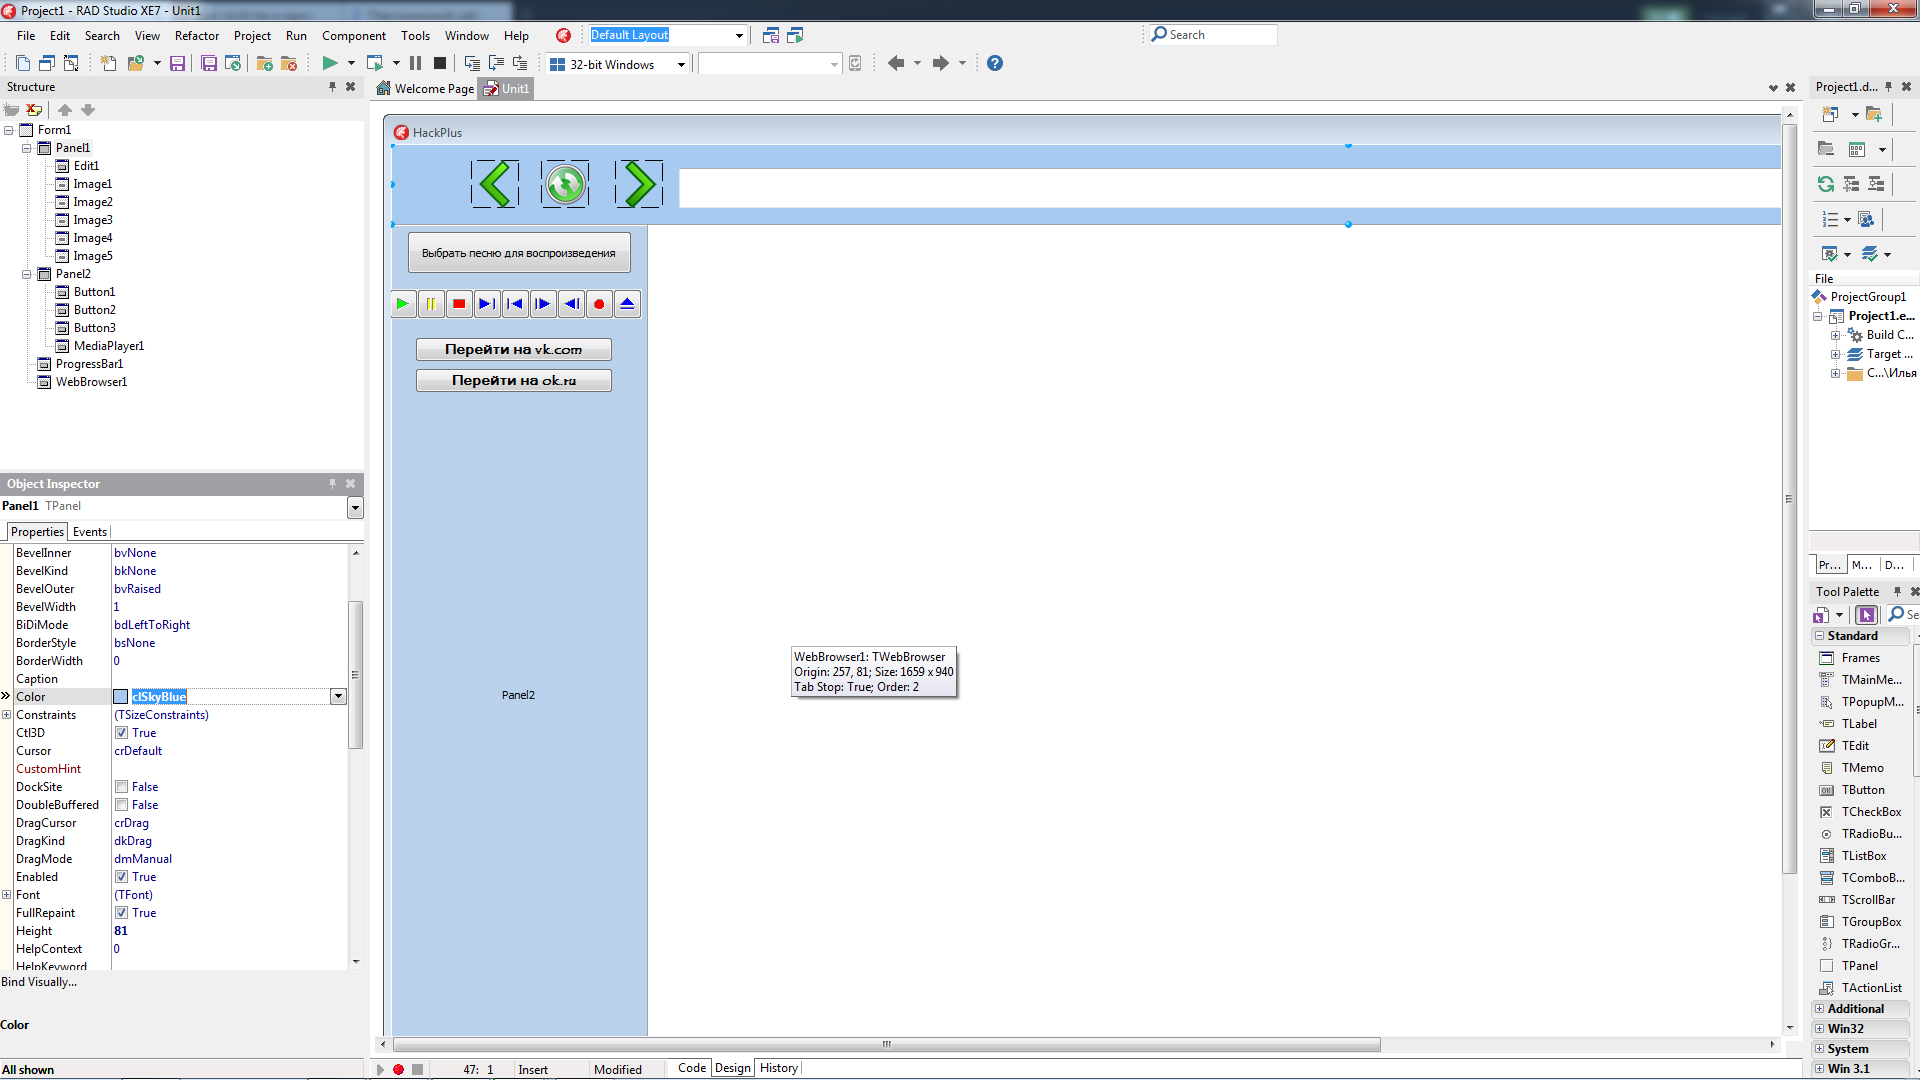 Project1 - RAD Studio XE7 - Unit1
File Edit Search View Refactor Project Run Component Tools Window Help
Default Layout
Search
32-bit Windows
Structure
Form1
Panel1
Edit1
Image1
Image2
Image3
Image4
Image5
Panel2
Button1
Button2
Button3
MediaPlayer1
ProgressBar1
WebBrowser1
Object Inspector
Panel1 TPanel
Properties Events
BevelInner bvNone
BevelKind bkNone
BevelOuter bvRaised
BevelWidth 1
BiDiMode bdLeftToRight
BorderStyle bsNone
BorderWidth 0
Caption
Color clSkyBlue
Constraints (TSizeConstraints)
Ctl3D True
Cursor crDefault
CustomHint
DockSite False
DoubleBuffered False
DragCursor crDrag
DragKind dkDrag
DragMode dmManual
Enabled True
Font (TFont)
FullRepaint True
Height 81
HelpContext 0
HelpKeyword
Bind Visually...
Color
All shown
Welcome Page Unit1
HackPlus
Выбрать песню для воспроизведения
Перейти на vk.com
Перейти на ok.ru
Panel2
WebBrowser1: TWebBrowser
Origin: 257, 81; Size: 1659 x 940
Tab Stop: True; Order: 2
47: 1 Insert Modified Code Design History
Project1.d...
File
ProjectGroup1
Project1.e...
Build C...
Target ...
C...\Илья
Pr... M... D...
Tool Palette
Se
Standard
Frames
TMainMe...
TPopupM...
TLabel
TEdit
TMemo
TButton
TCheckBox
TRadioBu...
TListBox
TComboB...
TScrollBar
TGroupBox
TRadioGr...
TPanel
TActionList
Additional
Win32
System
Win 3.1